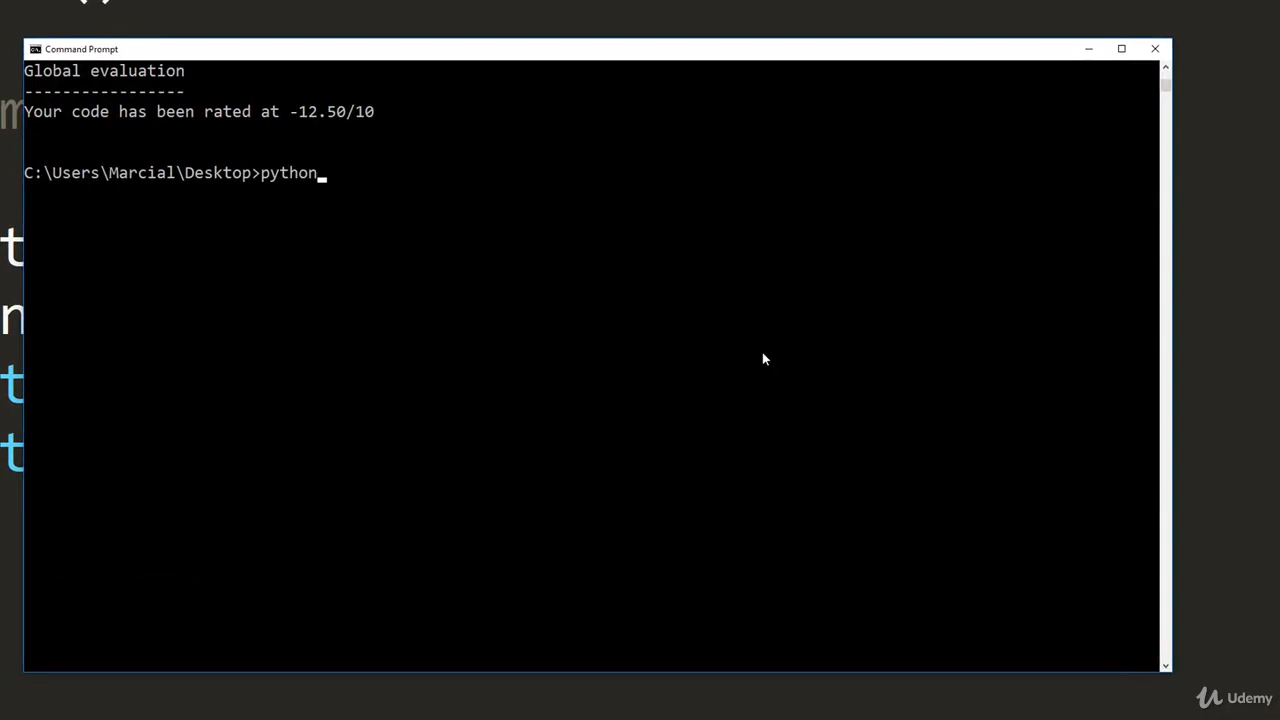 Command Prompt
Global evaluation
-----------------
Your code has been rated at -12.50/10
C:\Users\Marcial\Desktop>python
m
t
n
t
t
Udemy